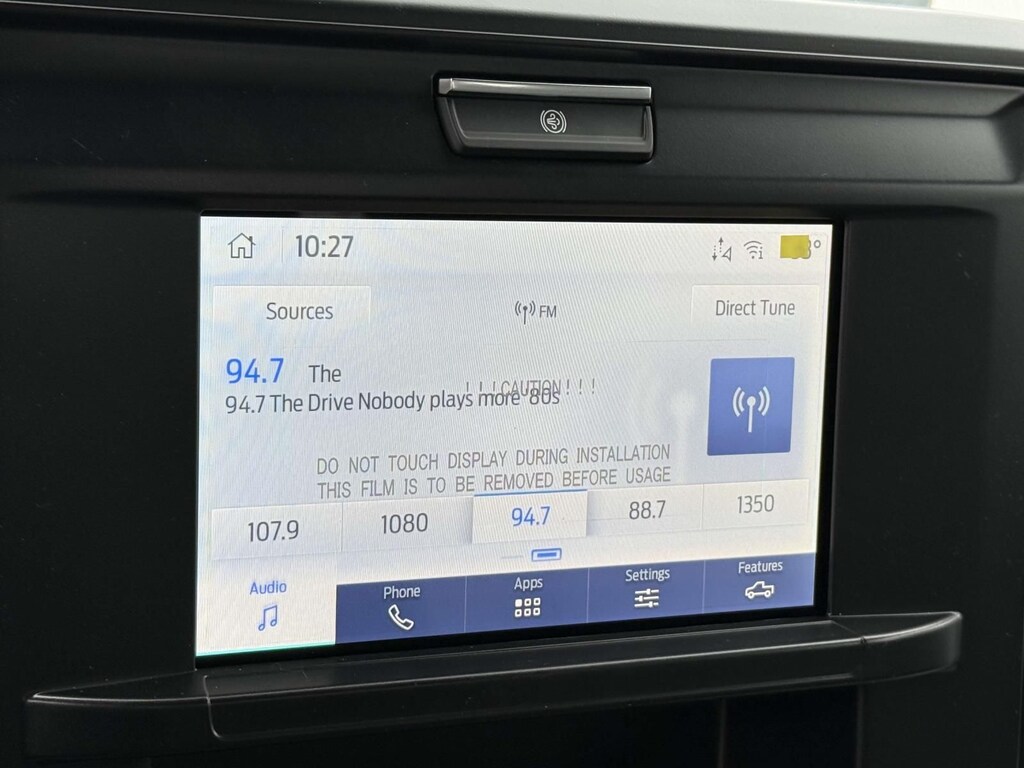 10:27
Sources
FM
Direct Tune
94.7 The
! ! ! CAUTION ! ! !
94.7 The Drive Nobody plays more '80s
DO NOT TOUCH DISPLAY DURING INSTALLATION
THIS FILM IS TO BE REMOVED BEFORE USAGE
107.9 1080 94.7 88.7 1350
Audio Phone Apps Settings Features